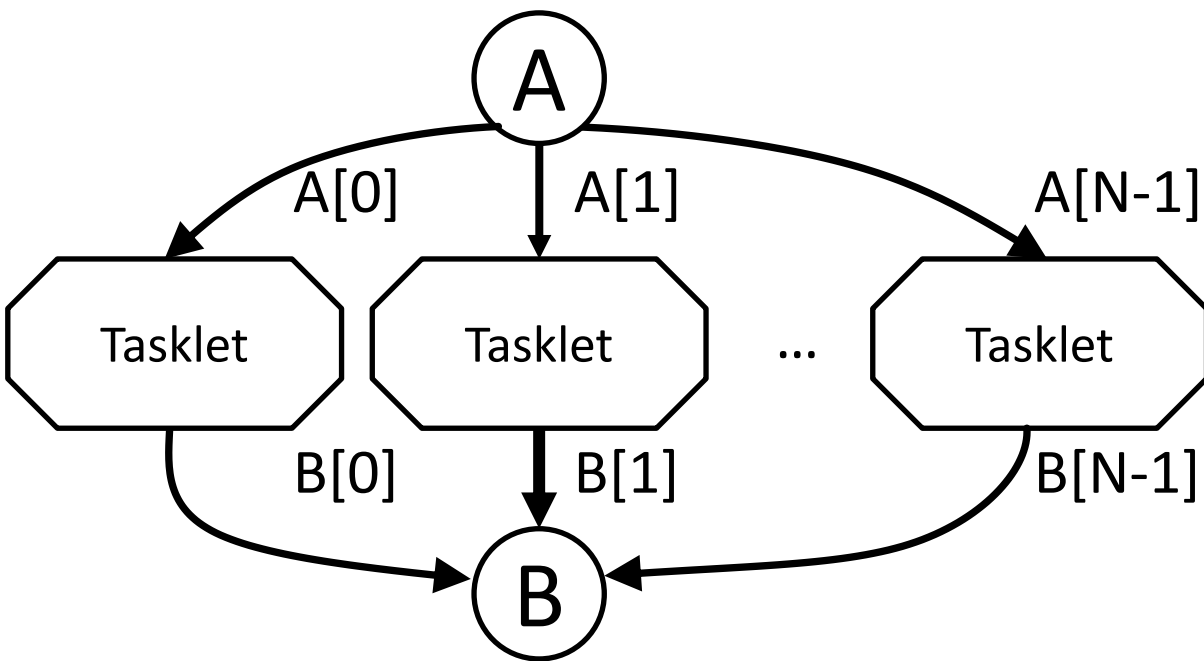 A
A[0]
A[1]
A[N-1]
Tasklet
Tasklet
...
Tasklet
B[0]
B[1]
B[N-1]
B